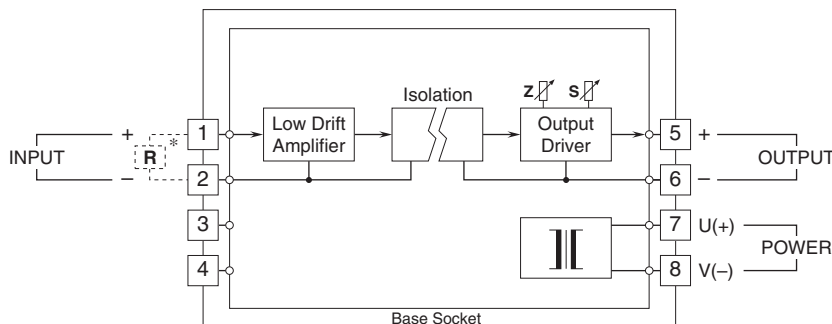 Isolation
Z S
INPUT
+
R
*
−
1
2
3
4
Low Drift
Amplifier
Output
Driver
5
6
7
8
+
−
OUTPUT
U(+)
V(−)
POWER
Base Socket